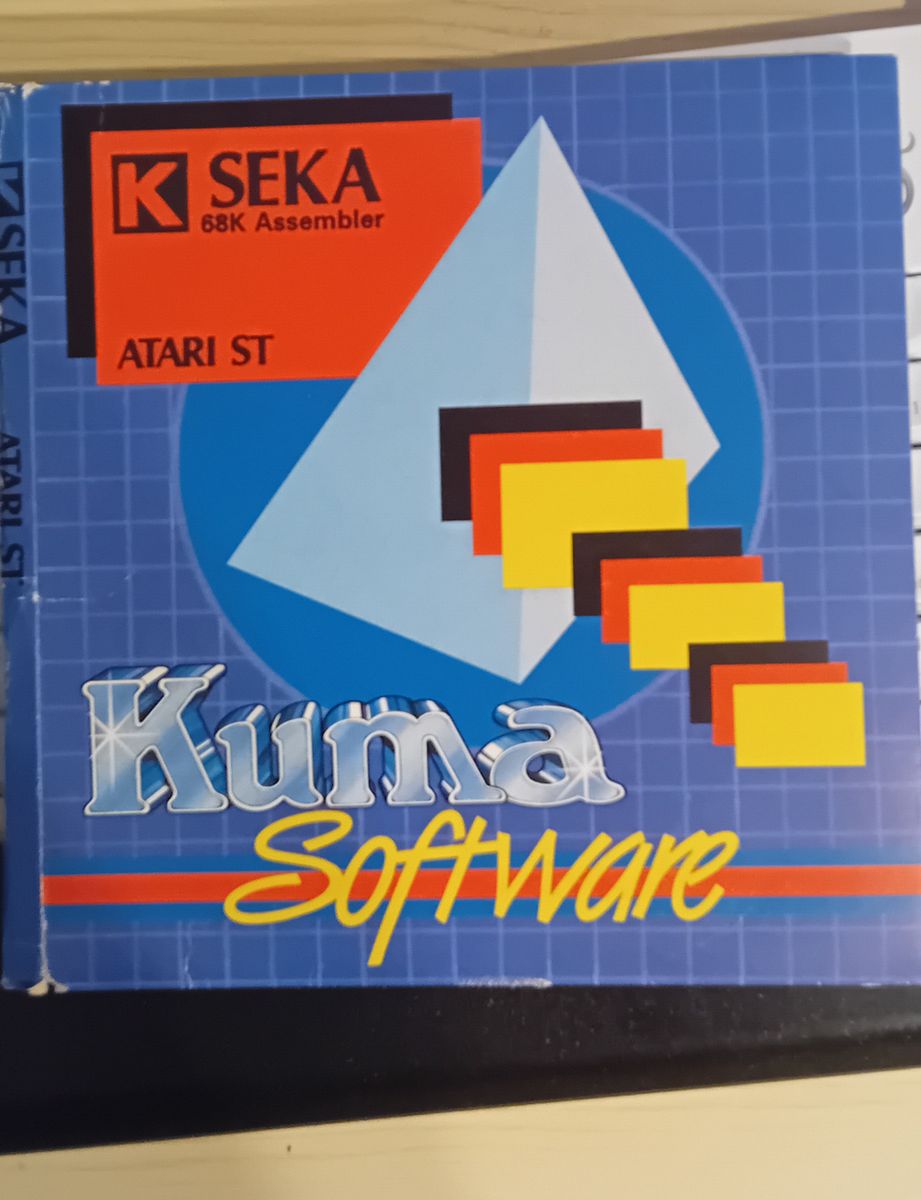 K SEKA
68K Assembler
ATARI ST
Kuma
Software
K SEKA ATARI ST